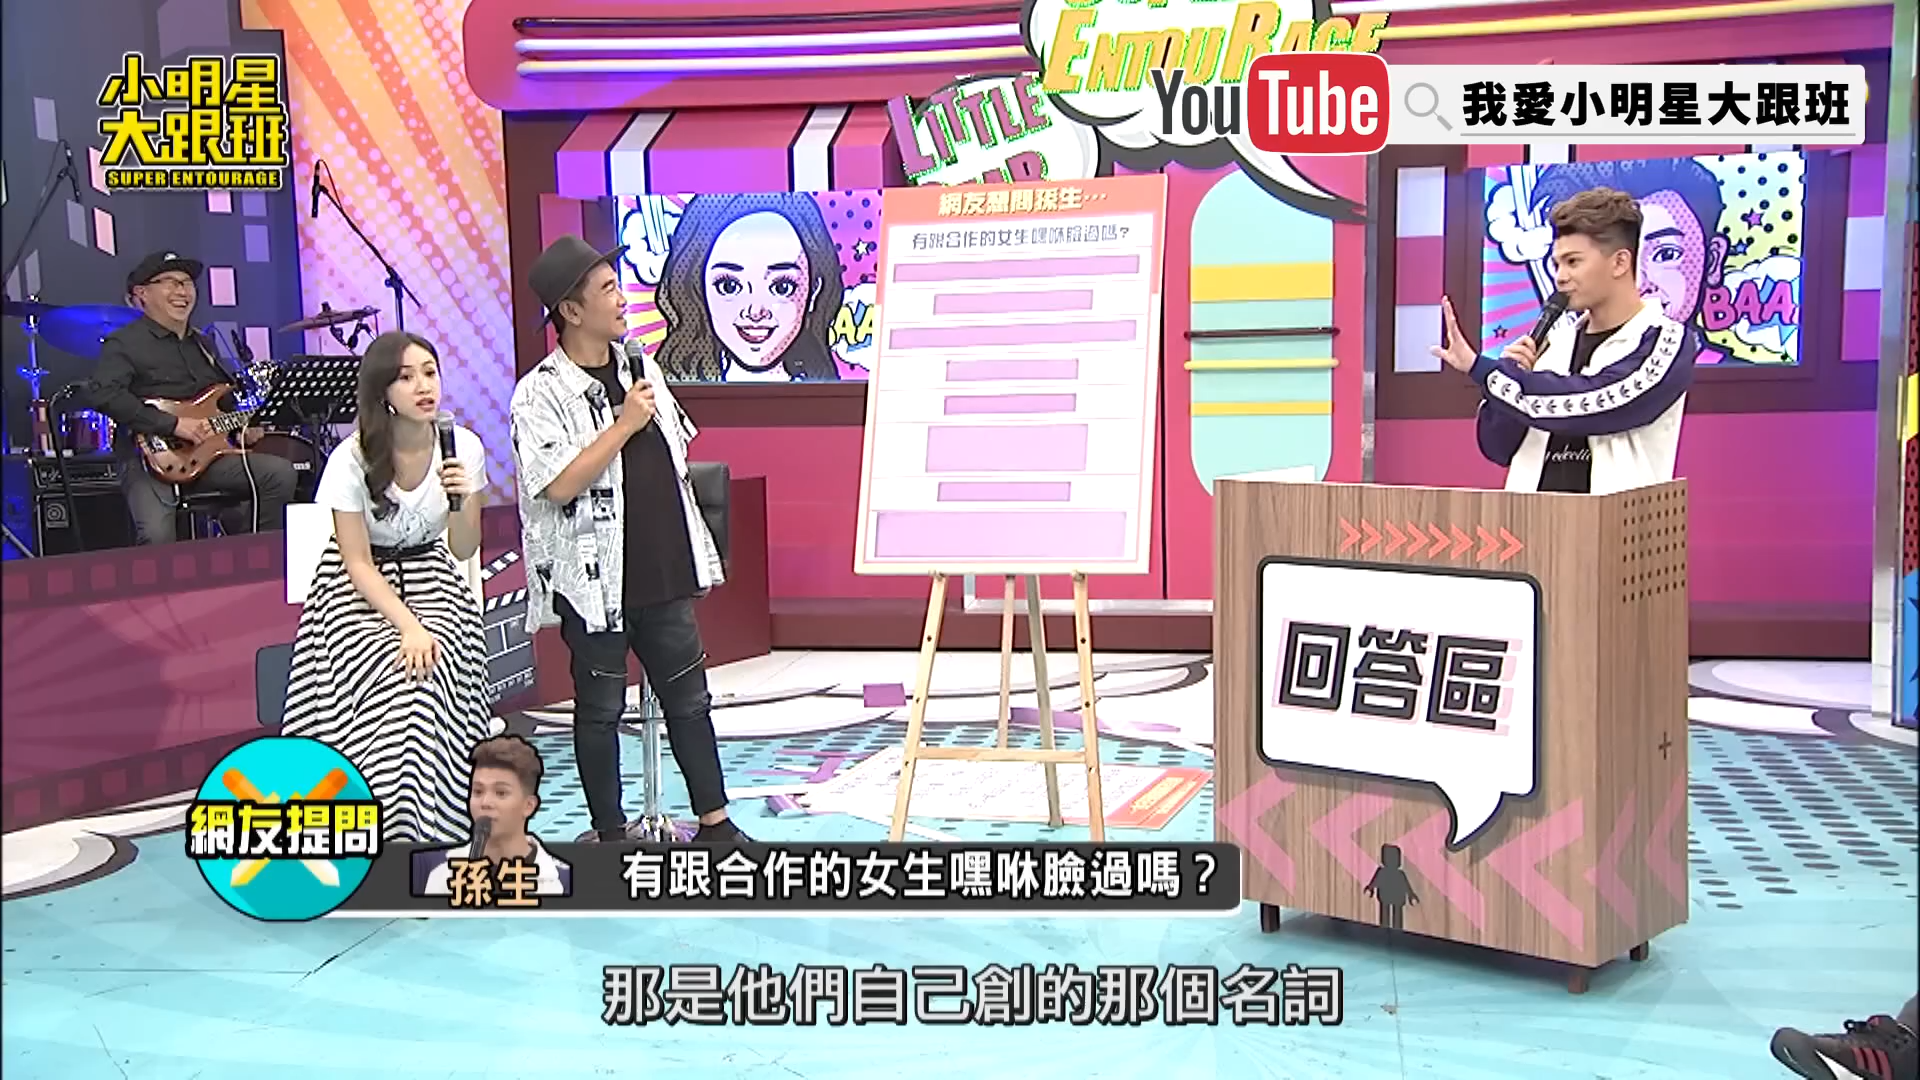 小明星
大跟班
SUPER ENTOURAGE
ENTOURAGE
LITTLE
YouTube
我愛小明星大跟班
網友想問孫生…
有跟合作的女生嘿咻臉過嗎?
BAA
回答區
網友提問
孫生
有跟合作的女生嘿咻臉過嗎？
那是他們自己創的那個名詞